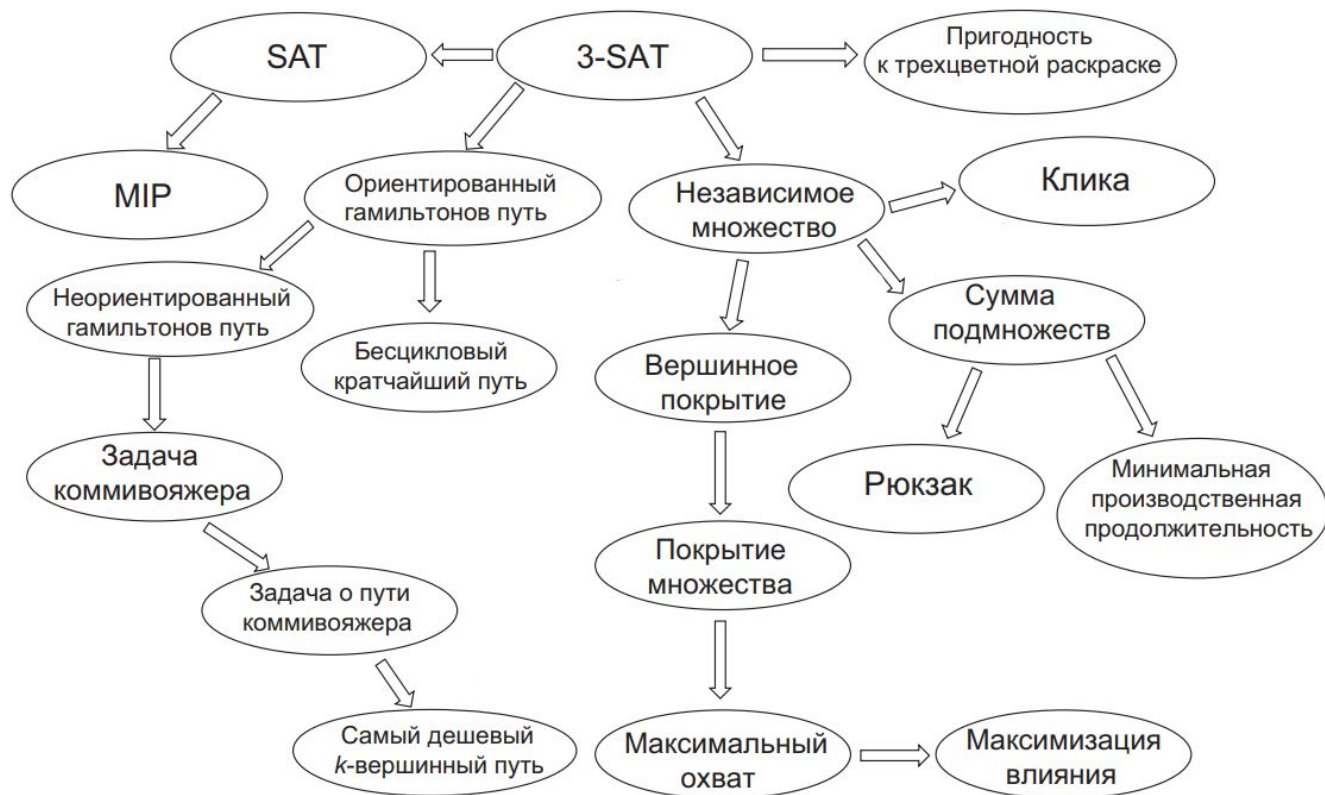 SAT
3-SAT
Пригодность
к трехцветной раскраске
MIP
Ориентированный
гамильтонов путь
Независимое
множество
Клика
Неориентированный
гамильтонов путь
Бесцикловый
кратчайший путь
Вершинное
покрытие
Сумма
подмножеств
Задача
коммивояжера
Рюкзак
Минимальная
производственная
продолжительность
Задача о пути
коммивояжера
Покрытие
множества
Самый дешевый
k-вершинный путь
Максимальный
охват
Максимизация
влияния